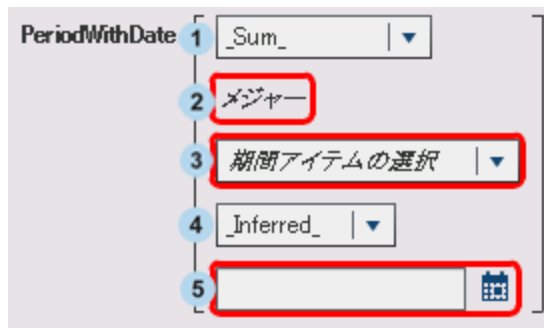 PeriodWithDate 1 _Sum_
2 メジャー
3 期間アイテムの選択
4 _Inferred_
5